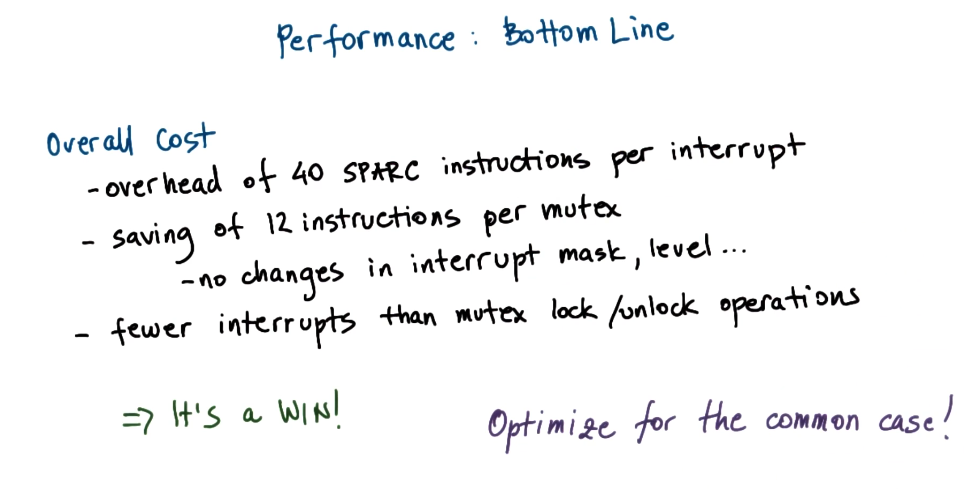 Performance: Bottom Line
Overall Cost
- overhead of 40 SPARC instructions per interrupt
- saving of 12 instructions per mutex
- no changes in interrupt mask, level...
- fewer interrupts than mutex lock/unlock operations
=> It's a WIN!
Optimize for the common case!